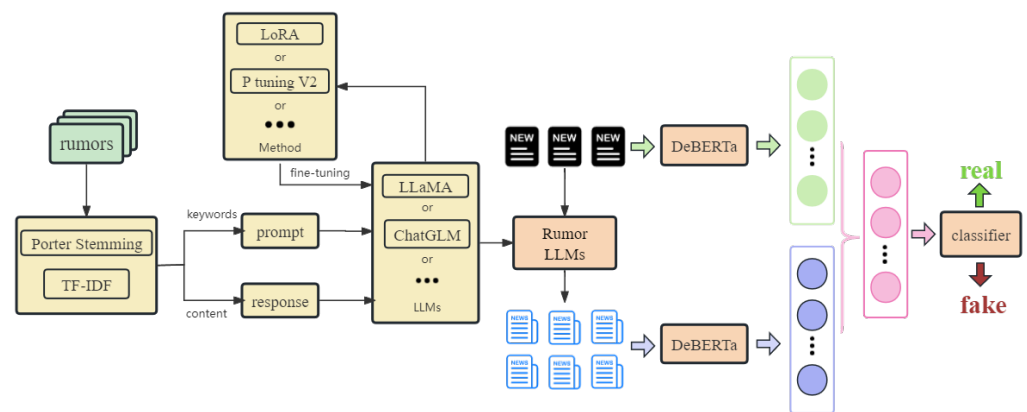 LoRA
or
P tuning V2
or
Method
rumors
fine-tuning
Porter Stemming
TF-IDF
keywords
content
prompt
response
LLaMA
or
ChatGLM
or
LLMs
NEW NEW NEW
Rumor
LLMs
NEWS NEWS NEWS
NEWS NEWS NEWS
DeBERTa
DeBERTa
real
classifier
fake